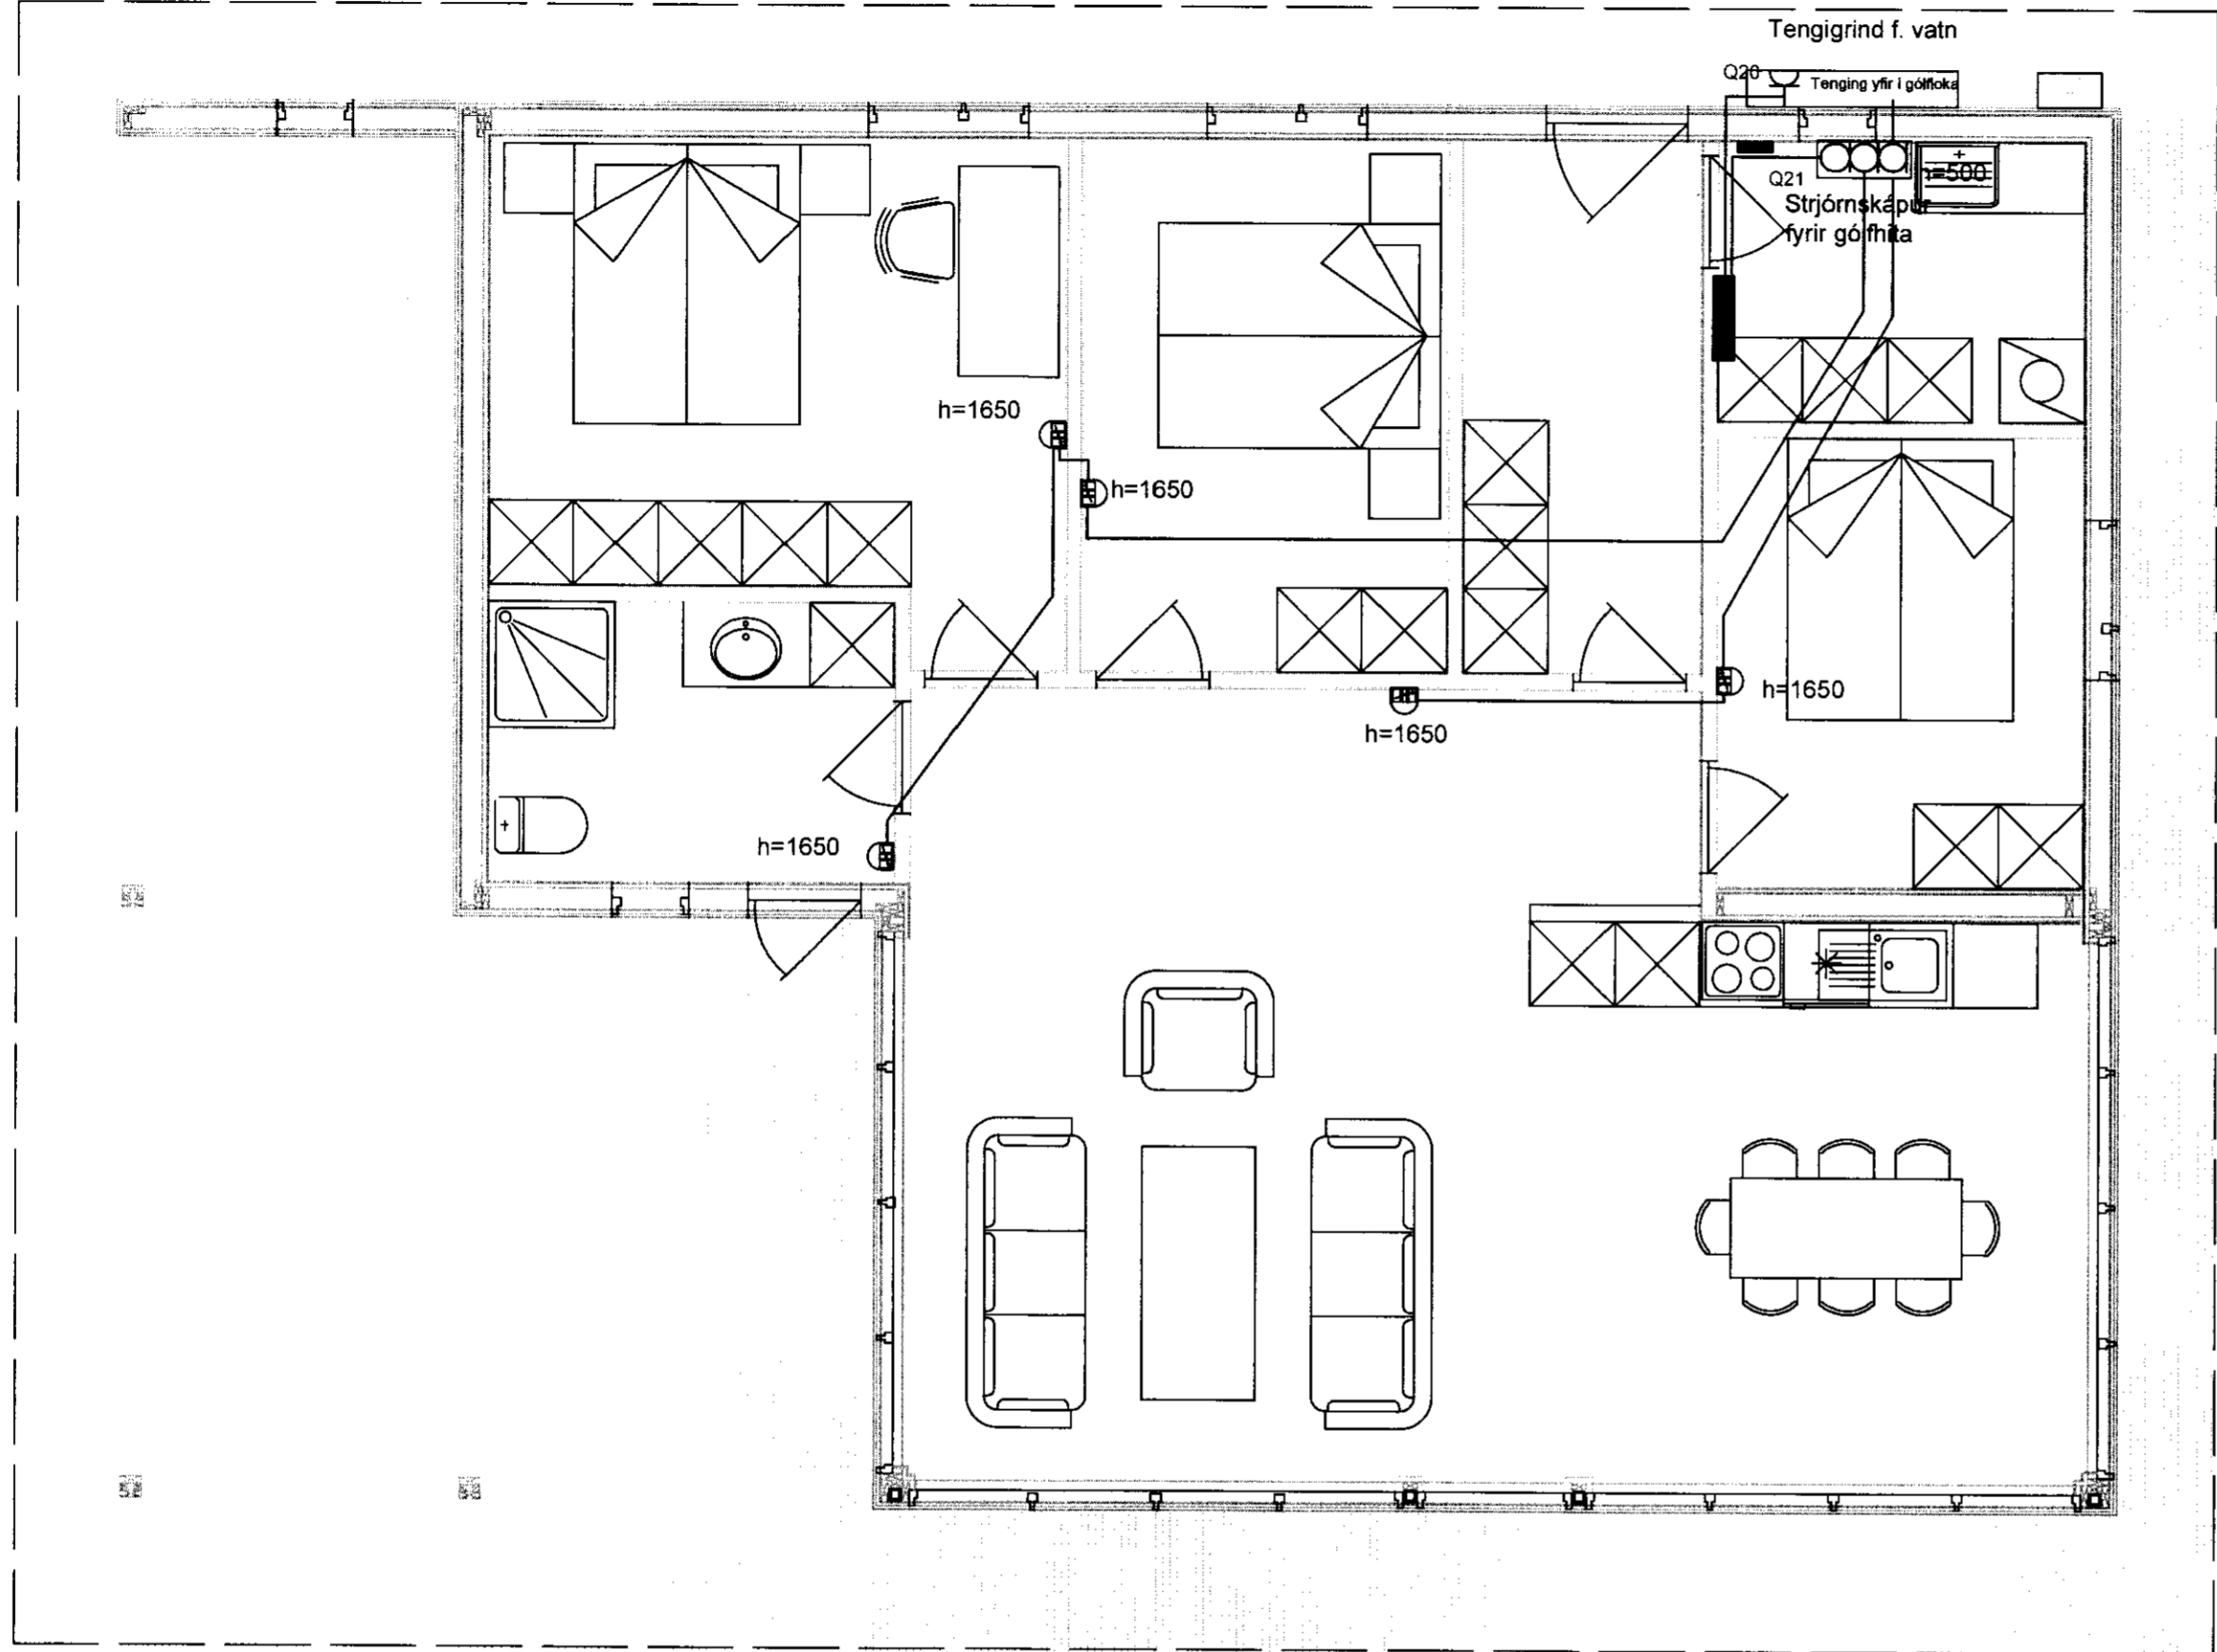 Tengigrind f. vatn
Q20
Tenging yfir í gólfloka
Q21
h=500
Strjórnskápur
fyrir gólfhita
h=1650
h=1650
h=1650
h=1650
h=1650